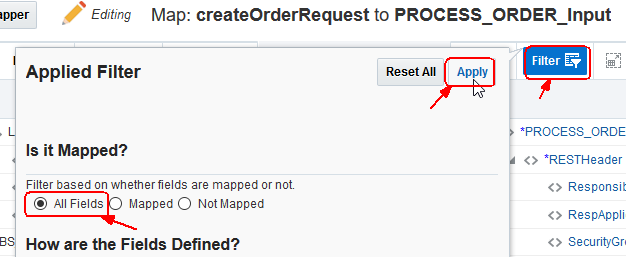 apper
Editing
Map: createOrderRequest to PROCESS_ORDER_Input
Applied Filter
Reset All
Apply
Filter
Is it Mapped?
Filter based on whether fields are mapped or not.
All Fields
Mapped
Not Mapped
How are the Fields Defined?
L
BS
*PROCESS_ORDE
<> *RESTHeader
<> Responsib
<> RespAppli
<> SecurityGro